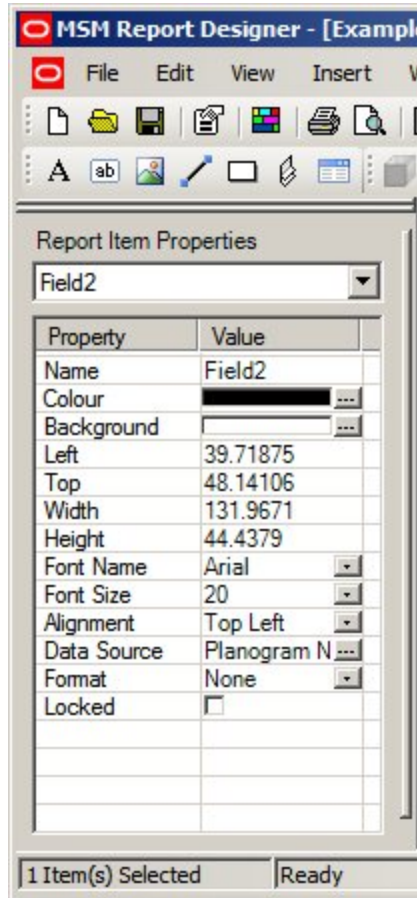 MSM Report Designer - [Exampl
File Edit View Insert
A ab
Report Item Properties
Field2
Property Value
Name Field2
Colour ...
Background ...
Left 39.71875
Top 48.14106
Width 131.9671
Height 44.4379
Font Name Arial
Font Size 20
Alignment Top Left
Data Source Planogram N ...
Format None
Locked
1 Item(s) Selected Ready